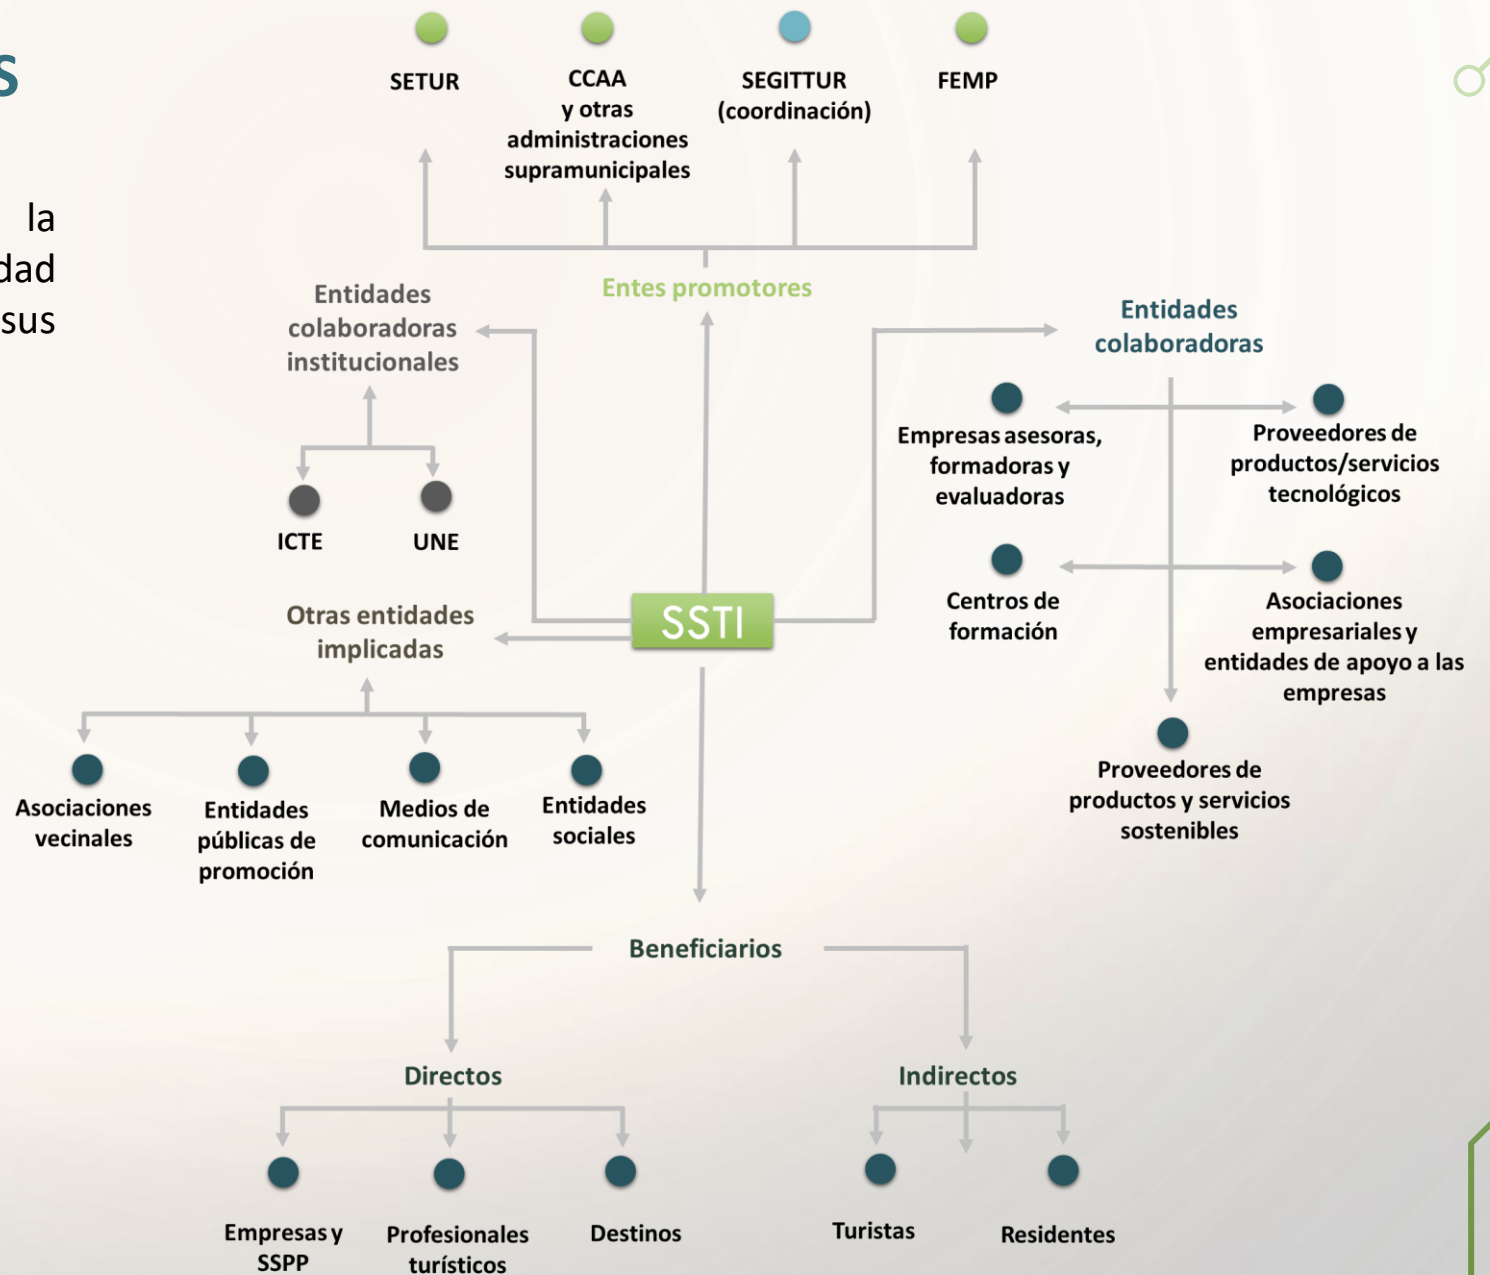 s
la
dad
sus
SETUR
CCAA
y otras
administraciones
supramunicipales
SEGITTUR
(coordinación)
FEMP
Entes promotores
Entidades
colaboradoras
institucionales
ICTE
UNE
Entidades
colaboradoras
Empresas asesoras,
formadoras y
evaluadoras
Proveedores de
productos/servicios
tecnológicos
Centros de
formación
Asociaciones
empresariales y
entidades de apoyo a las
empresas
Proveedores de
productos y servicios
sostenibles
SSTI
Otras entidades
implicadas
Asociaciones
vecinales
Entidades
públicas de
promoción
Medios de
comunicación
Entidades
sociales
Beneficiarios
Directos
Indirectos
Empresas y
SSPP
Profesionales
turísticos
Destinos
Turistas
Residentes